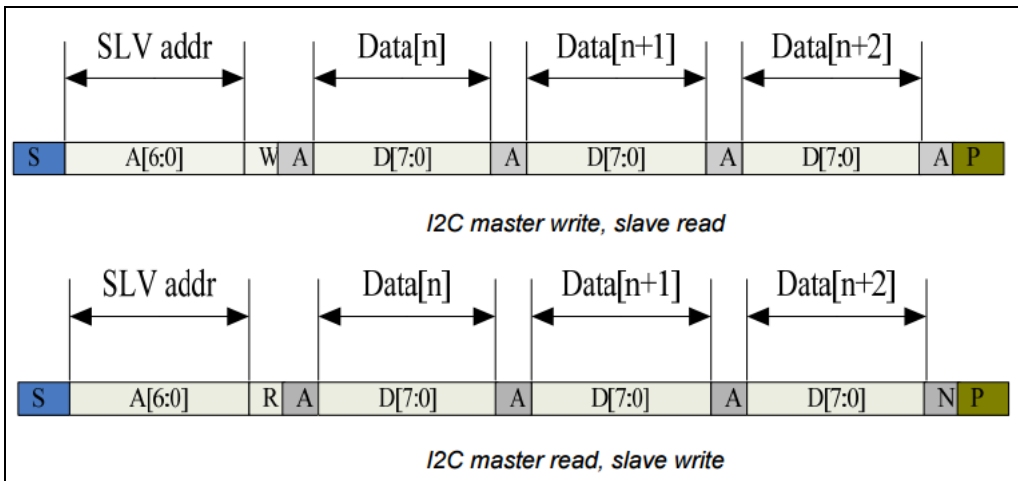 SLV addr Data[n] Data[n+1] Data[n+2]
S A[6:0] W A D[7:0] A D[7:0] A D[7:0] A P
I2C master write, slave read
SLV addr Data[n] Data[n+1] Data[n+2]
S A[6:0] R A D[7:0] A D[7:0] A D[7:0] N P
I2C master read, slave write